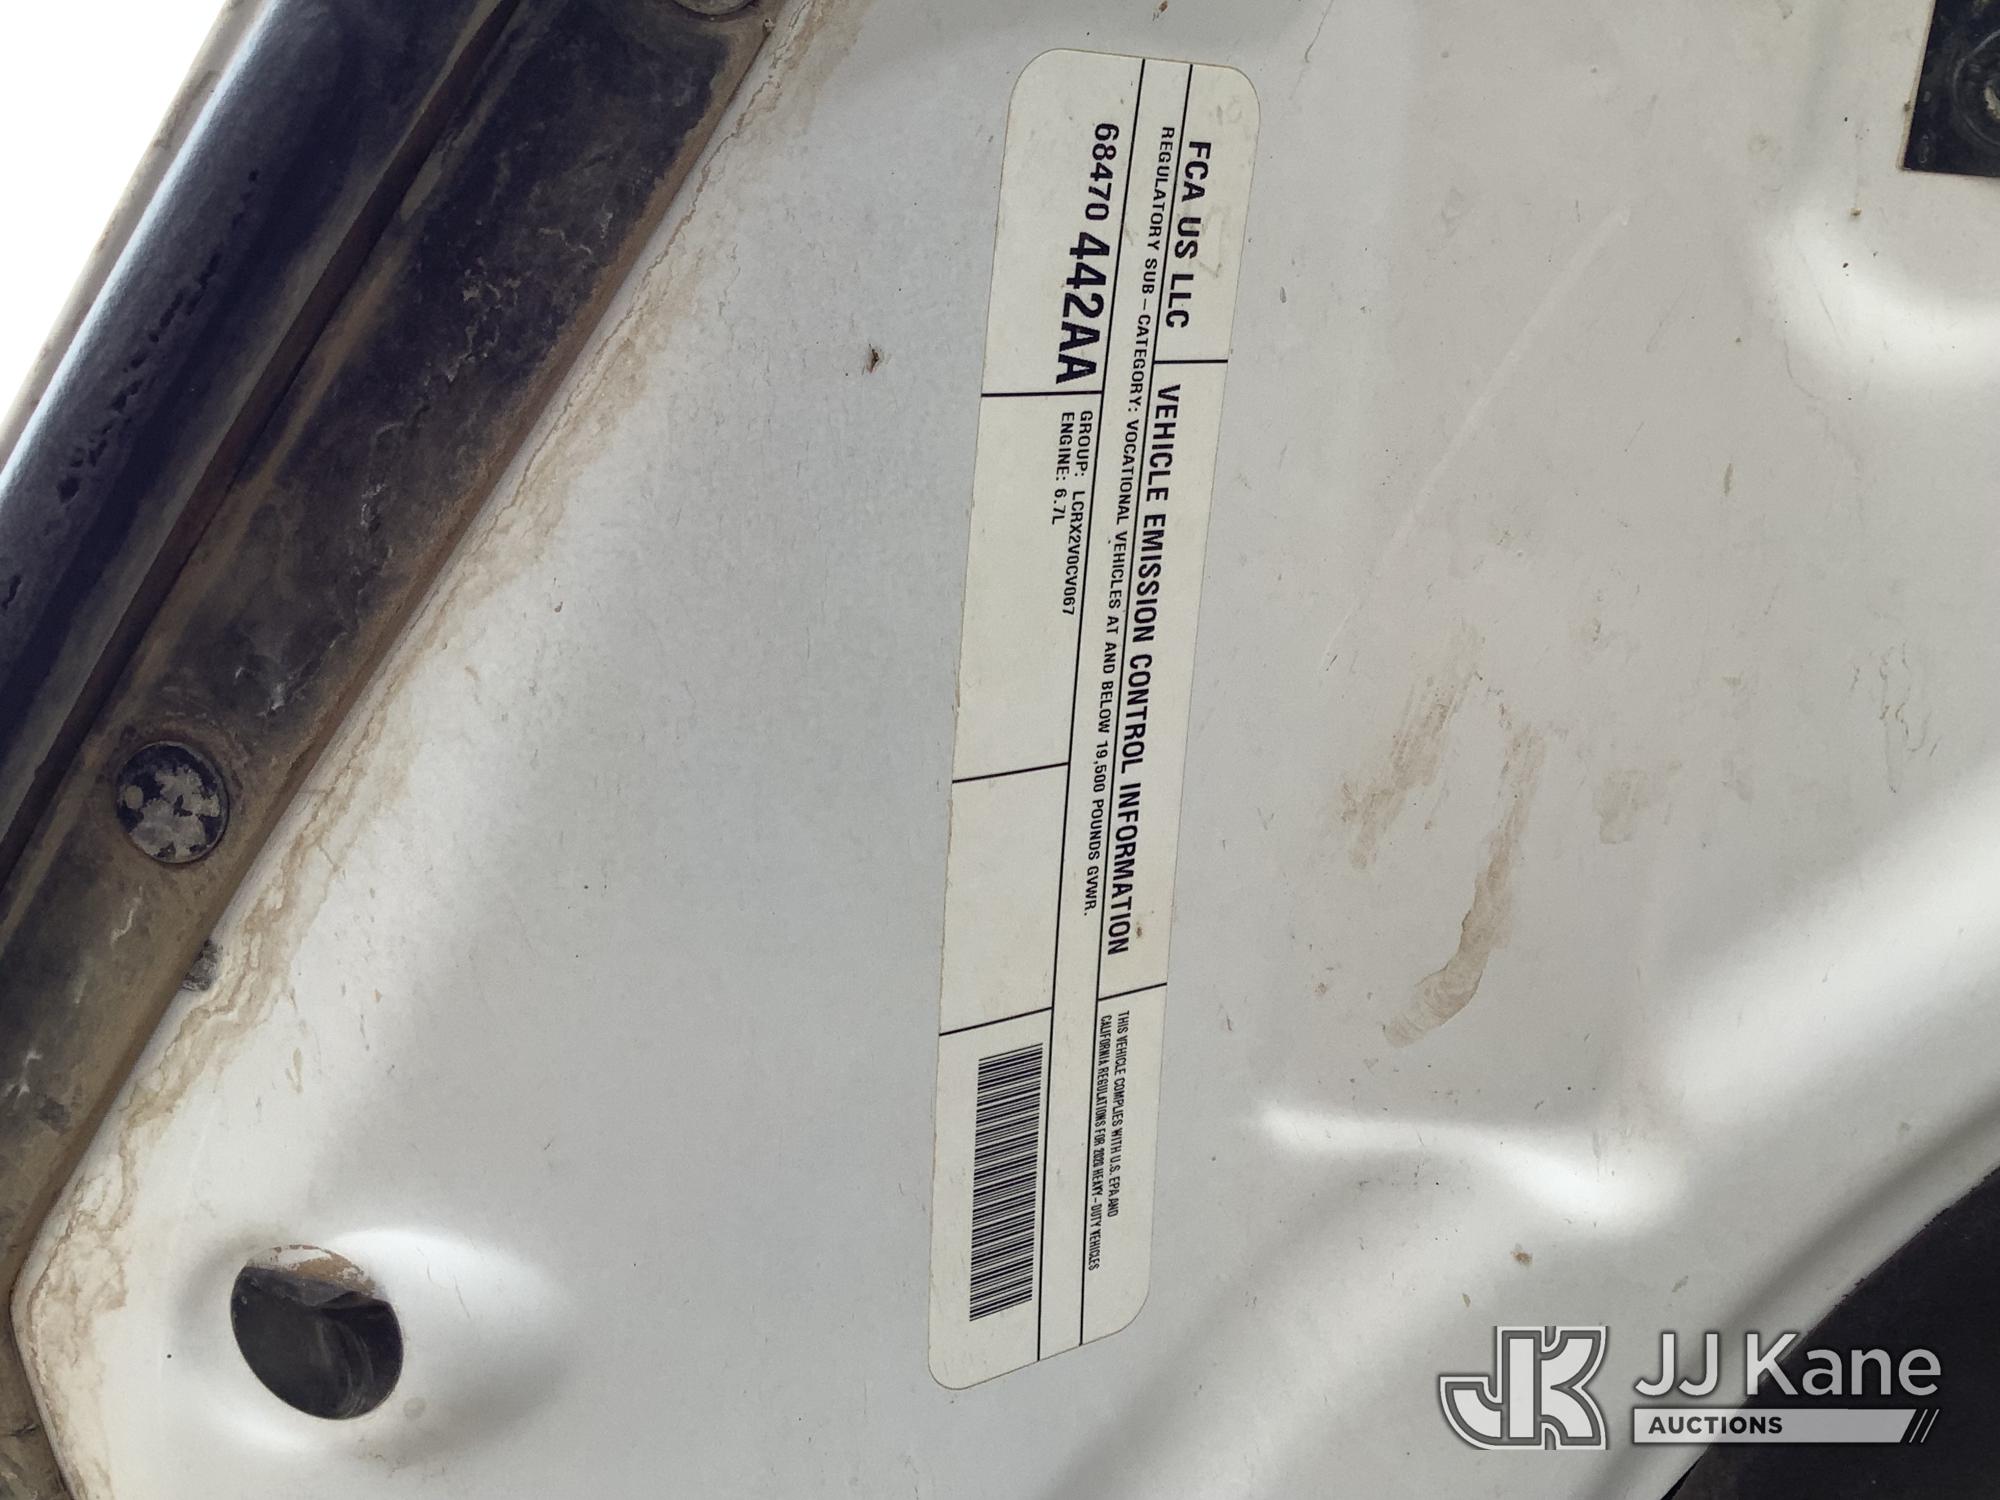 FCA US LLC
VEHICLE EMISSION CONTROL INFORMATION
THIS VEHICLE COMPLIES WITH U.S. EPA AND
CALIFORNIA REGULATIONS FOR 2020 HEAVY-DUTY VEHICLES
REGULATORY SUB-CATEGORY: VOCATIONAL VEHICLES AT AND BELOW 19,500 POUNDS GVWR.
68470 442AA
GROUP: LCRX2V0CV067
ENGINE: 6.7L
JK JJ Kane
AUCTIONS